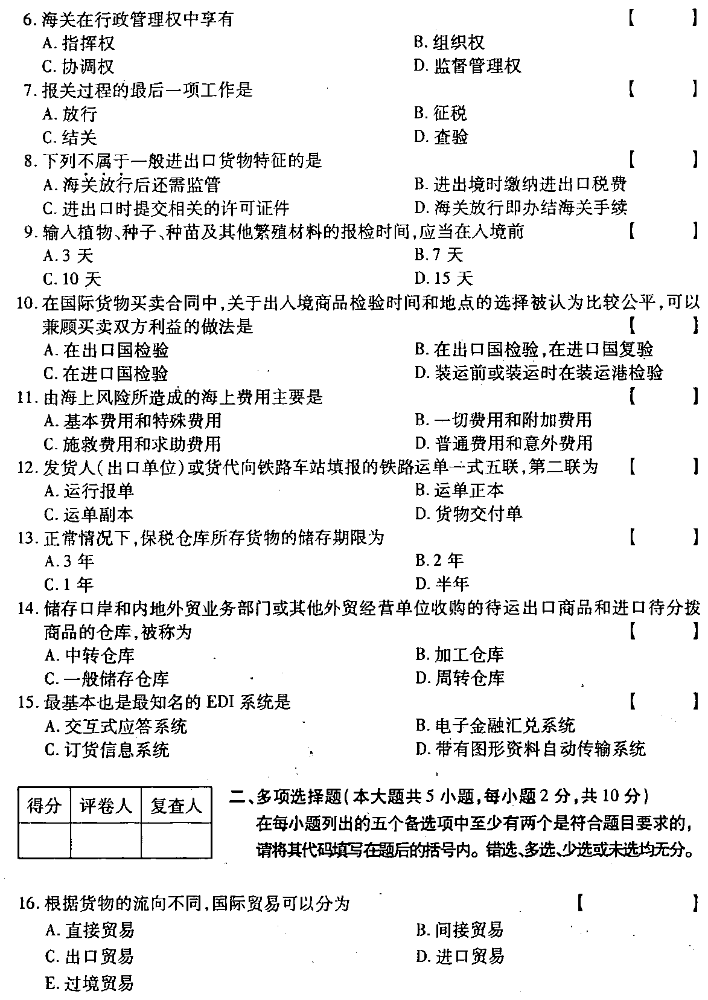 6. 海关在行政管理权中享有 【 】
A. 指挥权 B. 组织权
C. 协调权 D. 监督管理权
7. 报关过程的最后一项工作是 【 】
A. 放行 B. 征税
C. 结关 D. 查验
8. 下列不属于一般进出口货物特征的是 【 】
A. 海关放行后还需监管 B. 进出境时缴纳进出口税费
C. 进出口时提交相关的许可证件 D. 海关放行即办结海关手续
9. 输入植物、种子、种苗及其他繁殖材料的报检时间,应当在入境前 【 】
A. 3 天 B. 7 天
C. 10 天 D. 15 天
10. 在国际货物买卖合同中,关于出入境商品检验时间和地点的选择被认为比较公平,可以
兼顾买卖双方利益的做法是 【 】
A. 在出口国检验 B. 在出口国检验,在进口国复验
C. 在进口国检验 D. 装运前或装运时在装运港检验
11. 由海上风险所造成的海上费用主要是 【 】
A. 基本费用和特殊费用 B. 一切费用和附加费用
C. 施救费用和求助费用 D. 普通费用和意外费用
12. 发货人(出口单位)或货代向铁路车站填报的铁路运单一式五联,第二联为 【 】
A. 运行报单 B. 运单正本
C. 运单副本 D. 货物交付单
13. 正常情况下,保税仓库所存货物的储存期限为 【 】
A. 3 年 B. 2 年
C. 1 年 D. 半年
14. 储存口岸和内地外贸业务部门或其他外贸经营单位收购的待运出口商品和进口待分拨
商品的仓库,被称为 【 】
A. 中转仓库 B. 加工仓库
C. 一般储存仓库 D. 周转仓库
15. 最基本也是最知名的 EDI 系统是 【 】
A. 交互式应答系统 B. 电子金融汇兑系统
C. 订货信息系统 D. 带有图形资料自动传输系统
得分 评卷人 复查人
二、多项选择题(本大题共 5 小题,每小题 2 分,共 10 分)
在每小题列出的五个备选项中至少有两个是符合题目要求的,
请将其代码填写在题后的括号内。错选、多选、少选或未选均无分。
16. 根据货物的流向不同,国际贸易可以分为 【 】
A. 直接贸易 B. 间接贸易
C. 出口贸易 D. 进口贸易
E. 过境贸易